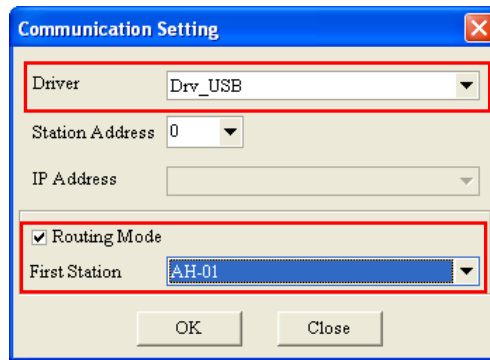 Communication Setting
Driver Drv_USB
Station Address 0
IP Address
Routing Mode
First Station AH-01
OK Close